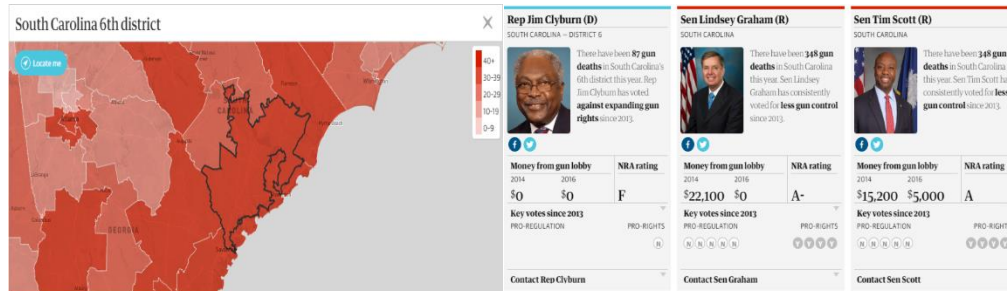 South Carolina 6th district
X
Locate me
40+
30-39
20-29
10-19
0-9
CAROLINA
GEORGIA
Rep Jim Clyburn (D)
SOUTH CAROLINA – DISTRICT 6
There have been 87 gun
deaths in South Carolina's
6th district this year. Rep
Jim Clyburn has voted
against expanding gun
rights since 2013.
Money from gun lobby
NRA rating
2014 2016
$0 $0 F
Key votes since 2013
PRO-REGULATION PRO-RIGHTS
N
Contact Rep Clyburn
Sen Lindsey Graham (R)
SOUTH CAROLINA
There have been 348 gun
deaths in South Carolina
this year. Sen Lindsey
Graham has consistently
voted for less gun control
since 2013.
Money from gun lobby
NRA rating
2014 2016
$22,100 $0 A-
Key votes since 2013
PRO-REGULATION PRO-RIGHTS
N N N N N Y Y Y Y
Contact Sen Graham
Sen Tim Scott (R)
SOUTH CAROLINA
There have been 348 gun
deaths in South Carolina
this year. Sen Tim Scott ha
consistently voted for less
gun control since 2013.
Money from gun lobby
NRA rating
2014 2016
$15,200 $5,000 A
Key votes since 2013
PRO-REGULATION PRO-RIGHT
N N N N N Y Y Y Y
Contact Sen Scott